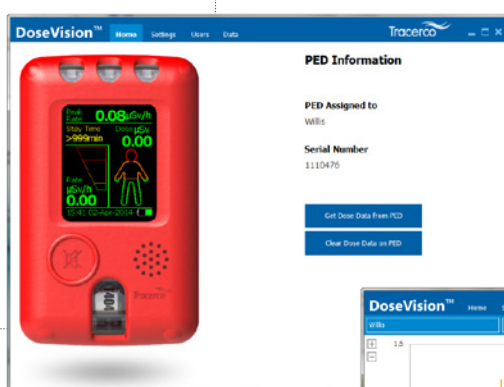 DoseVision™ Home Settings Users Data Tracerco
PED Information
PED Assigned to
Willis
Serial Number
1110476
Get Dose Data from PED
Clear Dose Data on PED
Peak Rate 0.08µSv/h
Stay Time Dose µSv
>999min 0.00
Rate
µSv/h
0.00
15:41 02-Apr-2014
Tracerco
DoseVision™ Home
Willis
1.5